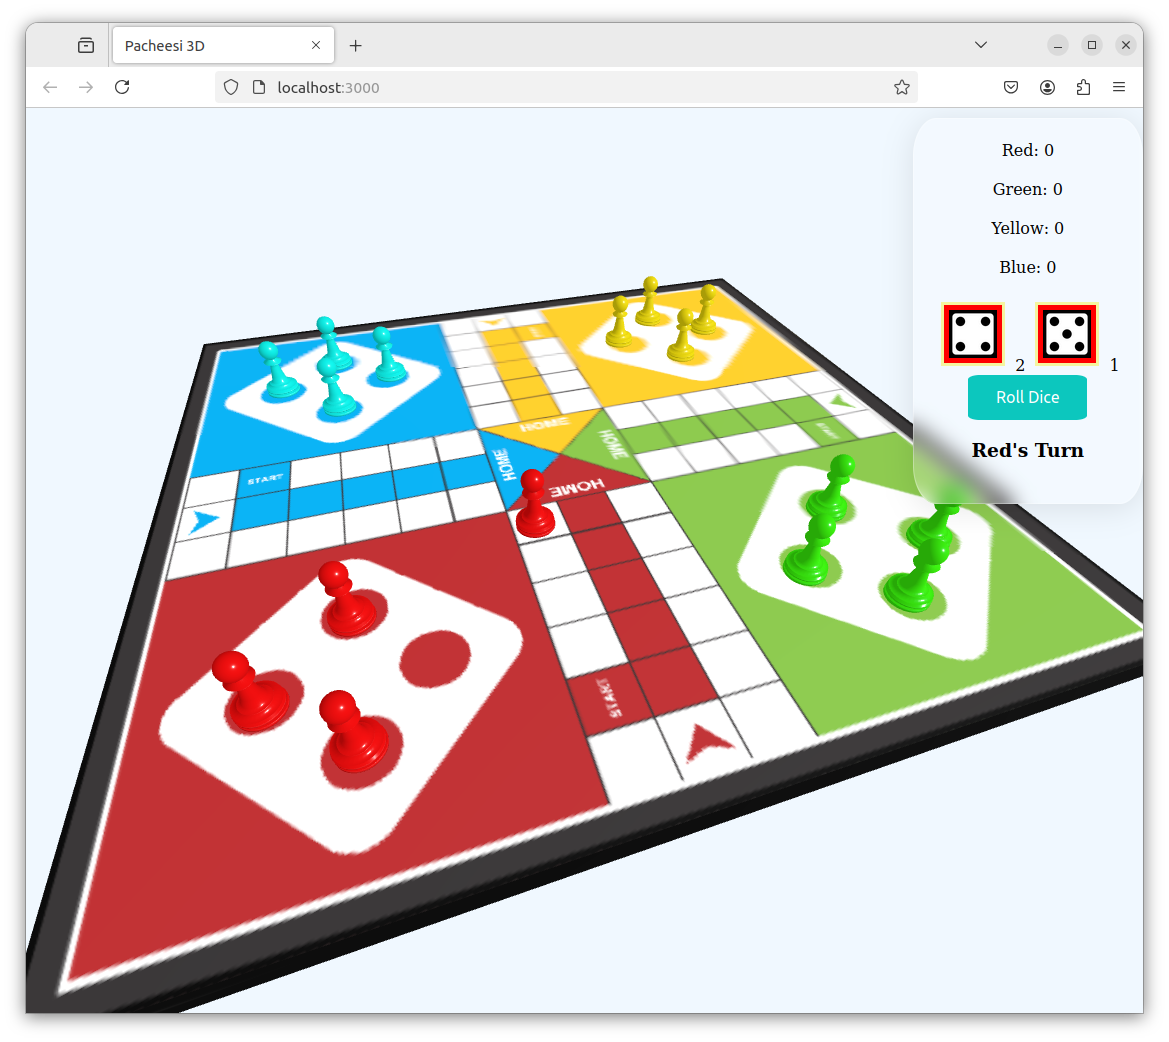 Pacheesi 3D
localhost:3000
Red: 0
Green: 0
Yellow: 0
Blue: 0
2
1
Roll Dice
Red's Turn
HOME
HOME
HOME
HOME
START
START
START